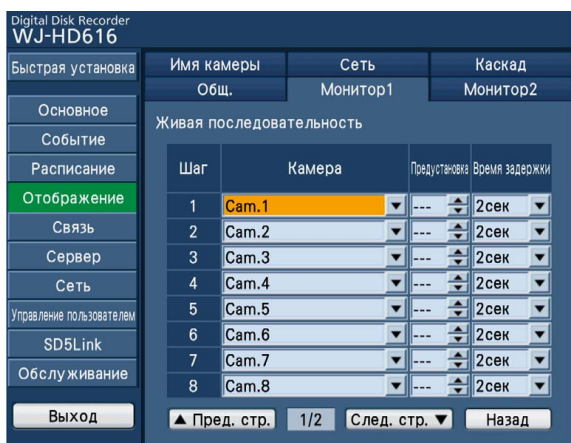 Digital Disk Recorder
WJ-HD616
Быстрая установка
Основное
Событие
Расписание
Отображение
Связь
Сервер
Сеть
Управление пользователем
SD5Link
Обслуживание
Выход
Имя камеры Сеть Каскад
Общ. Монитор1 Монитор2
Живая последовательность
Шаг Камера Предустановка Время задержки
1 Cam.1 --- 2сек
2 Cam.2 --- 2сек
3 Cam.3 --- 2сек
4 Cam.4 --- 2сек
5 Cam.5 --- 2сек
6 Cam.6 --- 2сек
7 Cam.7 --- 2сек
8 Cam.8 --- 2сек
▲ Пред. стр. 1/2 След. стр. ▼ Назад